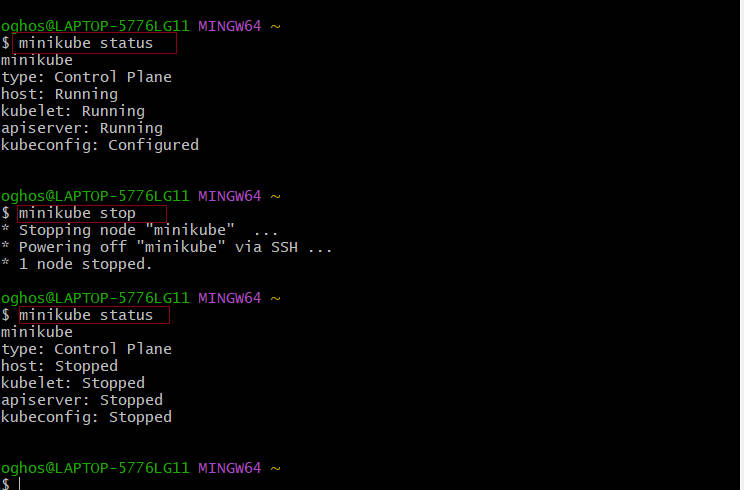 oghos@LAPTOP-5776LG11 MINGW64 ~
$ minikube status
minikube
type: Control Plane
host: Running
kubelet: Running
apiserver: Running
kubeconfig: Configured
oghos@LAPTOP-5776LG11 MINGW64 ~
$ minikube stop
* Stopping node "minikube"  ...
* Powering off "minikube" via SSH ...
* 1 node stopped.
oghos@LAPTOP-5776LG11 MINGW64 ~
$ minikube status
minikube
type: Control Plane
host: Stopped
kubelet: Stopped
apiserver: Stopped
kubeconfig: Stopped
oghos@LAPTOP-5776LG11 MINGW64 ~
$